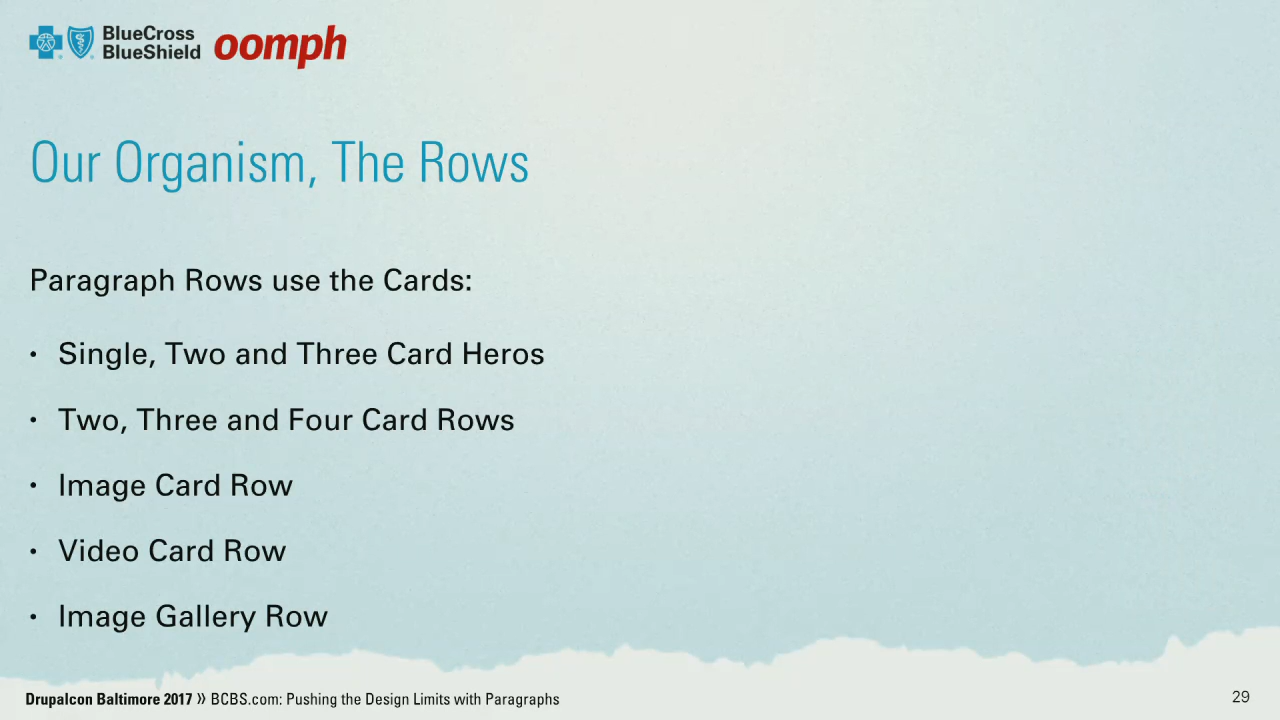 BlueCross
BlueShield
oomph
Our Organism, The Rows
Paragraph Rows use the Cards:
• Single, Two and Three Card Heros
• Two, Three and Four Card Rows
• Image Card Row
• Video Card Row
• Image Gallery Row
Drupalcon Baltimore 2017 » BCBS.com: Pushing the Design Limits with Paragraphs
29